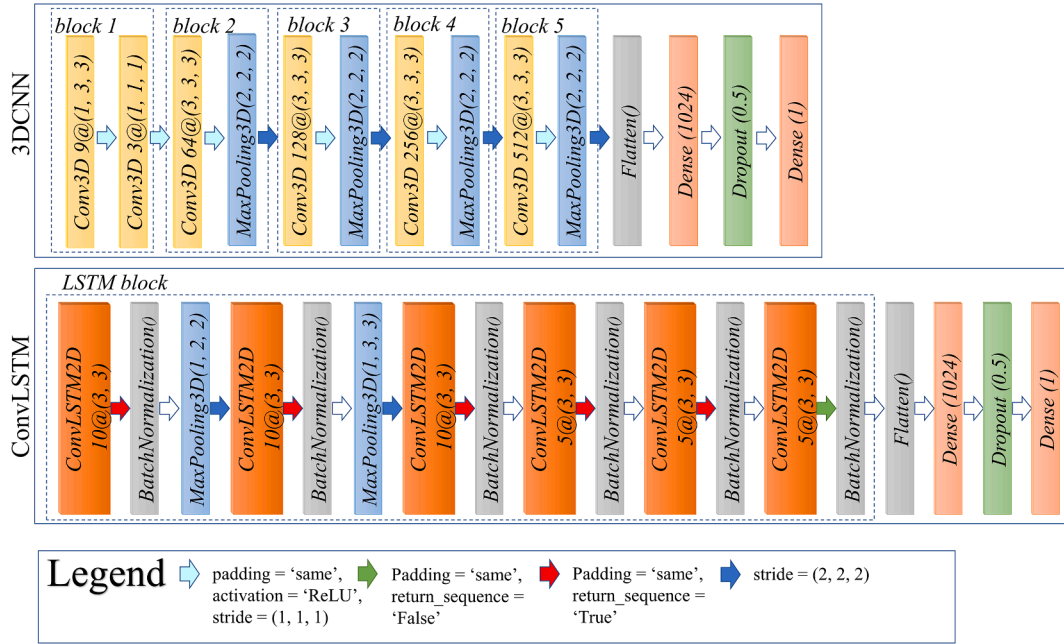 3DCNN
block 1
block 2
block 3
block 4
block 5
Conv3D 9@(1, 3, 3)
Conv3D 3@(1, 1, 1)
Conv3D 64@(3, 3, 3)
MaxPooling3D(2, 2, 2)
Conv3D 128@(3, 3, 3)
MaxPooling3D(2, 2, 2)
Conv3D 256@(3, 3, 3)
MaxPooling3D(2, 2, 2)
Conv3D 512@(3, 3, 3)
MaxPooling3D(2, 2, 2)
Flatten()
Dense (1024)
Dropout (0.5)
Dense (1)
ConvLSTM
LSTM block
ConvLSTM2D
10@(3, 3)
BatchNormalization()
MaxPooling3D(1, 2, 2)
ConvLSTM2D
10@(3, 3)
BatchNormalization()
MaxPooling3D(1, 3, 3)
ConvLSTM2D
10@(3, 3)
BatchNormalization()
ConvLSTM2D
5@(3, 3)
BatchNormalization()
ConvLSTM2D
5@(3, 3)
BatchNormalization()
ConvLSTM2D
5@(3, 3)
BatchNormalization()
Flatten()
Dense (1024)
Dropout (0.5)
Dense (1)
Legend
padding = ‘same’,
activation = ‘ReLU’,
stride = (1, 1, 1)
Padding = ‘same’,
return_sequence =
‘False’
Padding = ‘same’,
return_sequence =
‘True’
stride = (2, 2, 2)